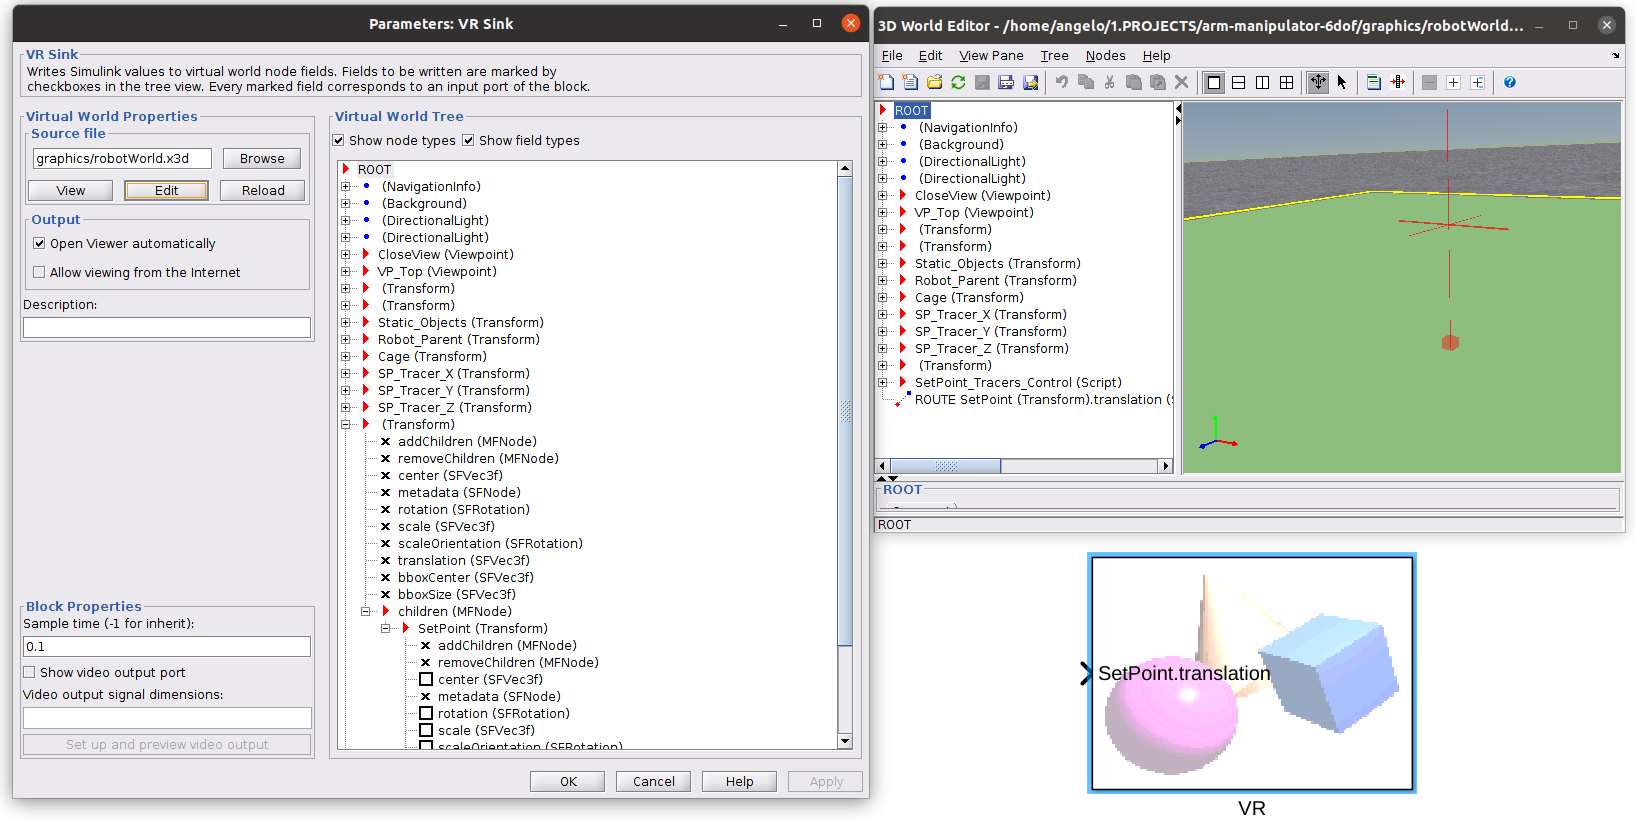 Parameters: VR Sink
VR Sink
Writes Simulink values to virtual world node fields. Fields to be written are marked by
checkboxes in the tree view. Every marked field corresponds to an input port of the block.
Virtual World Properties
Source file
graphics/robotWorld.x3d
Browse
View
Edit
Reload
Output
Open Viewer automatically
Allow viewing from the Internet
Description:
Block Properties
Sample time (-1 for inherit):
0.1
Show video output port
Video output signal dimensions:
Set up and preview video output
Virtual World Tree
Show node types
Show field types
ROOT
(NavigationInfo)
(Background)
(DirectionalLight)
(DirectionalLight)
CloseView (Viewpoint)
VP_Top (Viewpoint)
(Transform)
(Transform)
Static_Objects (Transform)
Robot_Parent (Transform)
Cage (Transform)
SP_Tracer_X (Transform)
SP_Tracer_Y (Transform)
SP_Tracer_Z (Transform)
(Transform)
addChildren (MFNode)
removeChildren (MFNode)
center (SFVec3f)
metadata (SFNode)
rotation (SFRotation)
scale (SFVec3f)
scaleOrientation (SFRotation)
translation (SFVec3f)
bboxCenter (SFVec3f)
bboxSize (SFVec3f)
children (MFNode)
SetPoint (Transform)
addChildren (MFNode)
removeChildren (MFNode)
center (SFVec3f)
metadata (SFNode)
rotation (SFRotation)
scale (SFVec3f)
scaleOrientation (SFRotation)
OK
Cancel
Help
Apply
3D World Editor - /home/angelo/1.PROJECTS/arm-manipulator-6dof/graphics/robotWorld...
File Edit View Pane Tree Nodes Help
ROOT
(NavigationInfo)
(Background)
(DirectionalLight)
(DirectionalLight)
CloseView (Viewpoint)
VP_Top (Viewpoint)
(Transform)
(Transform)
Static_Objects (Transform)
Robot_Parent (Transform)
Cage (Transform)
SP_Tracer_X (Transform)
SP_Tracer_Y (Transform)
SP_Tracer_Z (Transform)
(Transform)
SetPoint_Tracers_Control (Script)
ROUTE SetPoint (Transform).translation (
ROOT
ROOT
SetPoint.translation
VR